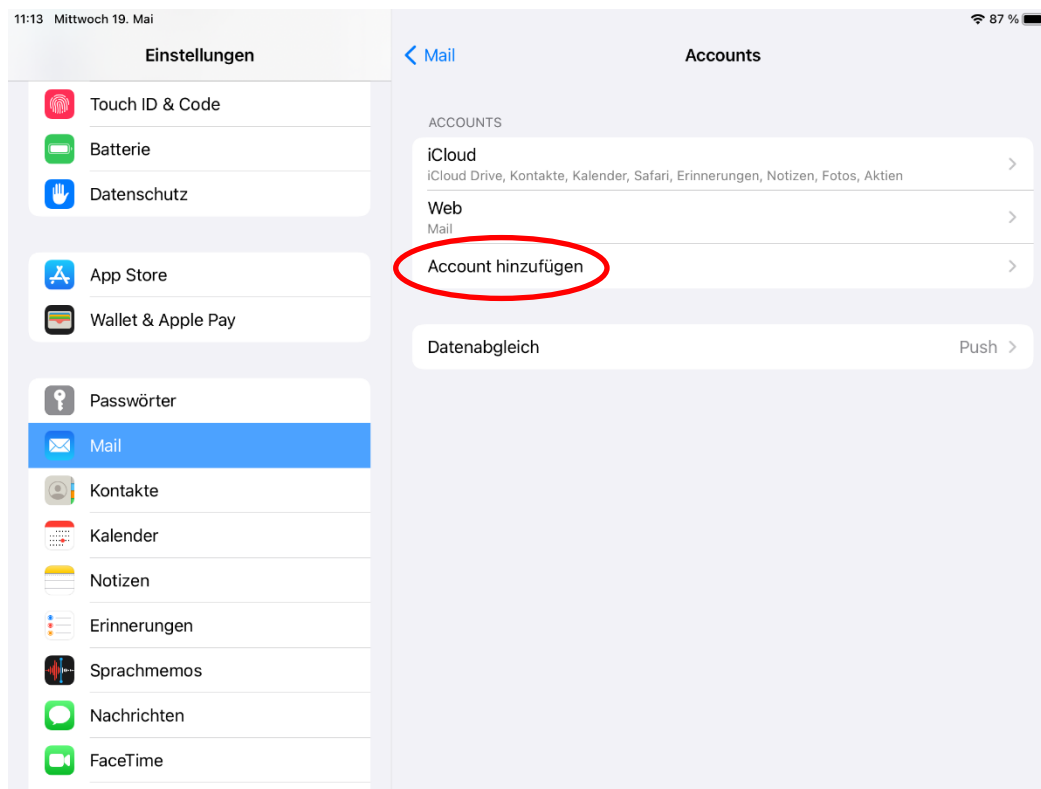 11:13 Mittwoch 19. Mai
87 %
Einstellungen
Touch ID & Code
Batterie
Datenschutz
App Store
Wallet & Apple Pay
Passwörter
Mail
Kontakte
Kalender
Notizen
Erinnerungen
Sprachmemos
Nachrichten
FaceTime
Mail
Accounts
ACCOUNTS
iCloud
iCloud Drive, Kontakte, Kalender, Safari, Erinnerungen, Notizen, Fotos, Aktien
Web
Mail
Account hinzufügen
Datenabgleich Push